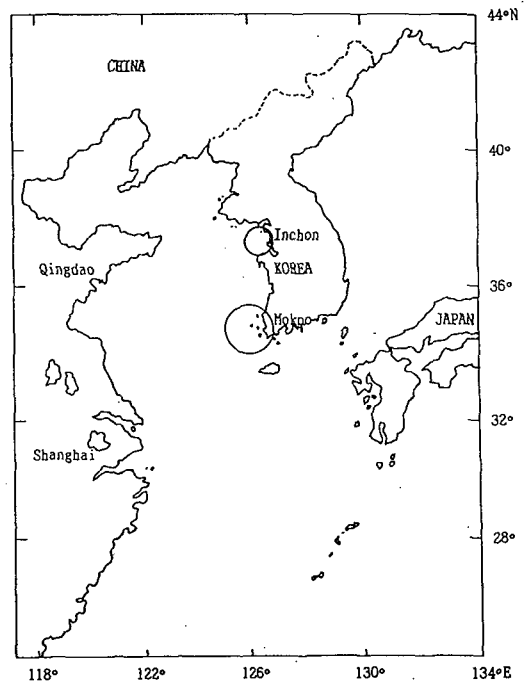 44°N
CHINA
40°
Inchon
Qingdao
KOREA
36°
Mokpo
JAPAN
32°
Shanghai
28°
118°
122°
126°
130°
134°E